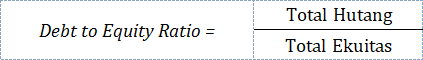 Debt to Equity Ratio =
Total Hutang
Total Ekuitas